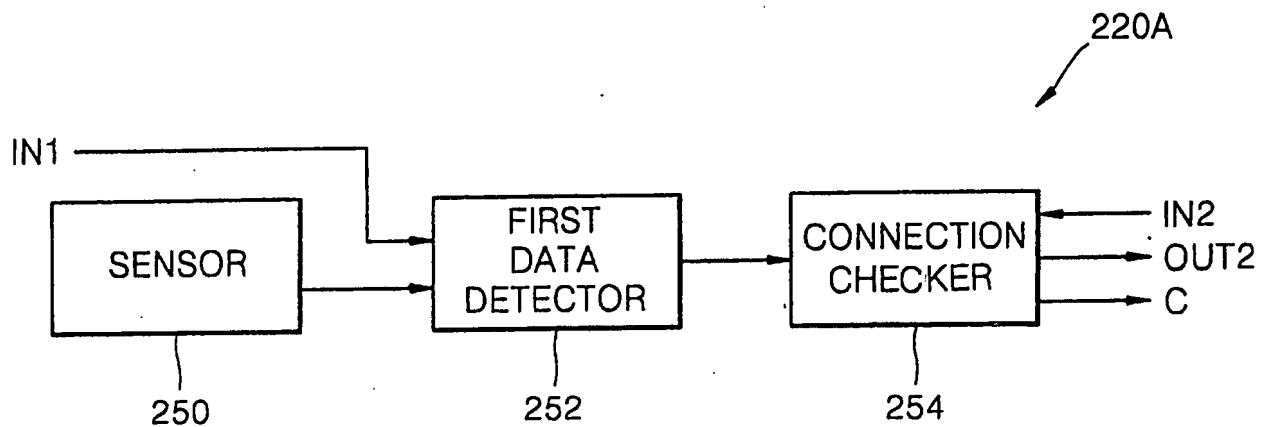 220A
IN1
SENSOR
FIRST
DATA
DETECTOR
CONNECTION
CHECKER
IN2
OUT2
C
250
252
254